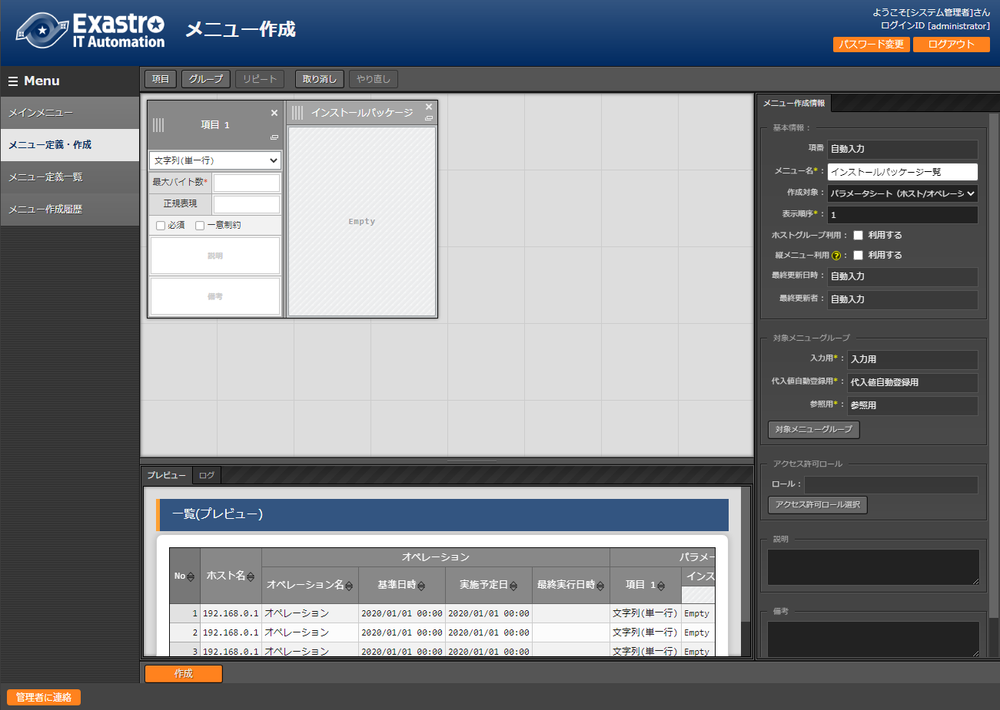 Exastro
IT Automation
メニュー作成
ようこそ[システム管理者]さん
ログインID [administrator]
パスワード変更
ログアウト
Menu
メインメニュー
メニュー定義・作成
メニュー定義一覧
メニュー作成履歴
項目
グループ
リピート
取り消し
やり直し
項目 1
文字列(単一行)
最大バイト数*
正規表現
必須
一意制約
説明
備考
インストールパッケージ
Empty
メニュー作成情報
基本情報：
項番
自動入力
メニュー名*：
インストールパッケージ一覧
作成対象：
パラメータシート（ホスト/オペレーシ
表示順序*：
1
ホストグループ利用：
利用する
縦メニュー利用?：
利用する
最終更新日時：
自動入力
最終更新者：
自動入力
対象メニューグループ
入力用*：
入力用
代入値自動登録用*：
代入値自動登録用
参照用*：
参照用
対象メニューグループ
アクセス許可ロール
ロール：
アクセス許可ロール選択
説明
備考
プレビュー
ログ
一覧(プレビュー)
No
ホスト名
オペレーション
パラメー
オペレーション名
基準日時
実施予定日
最終実行日時
項目 1
インス
1 192.168.0.1 オペレーション 2020/01/01 00:00 2020/01/01 00:00 文字列(単一行) Empty
2 192.168.0.1 オペレーション 2020/01/01 00:00 2020/01/01 00:00 文字列(単一行) Empty
3 192.168.0.1 オペレーション 2020/01/01 00:00 2020/01/01 00:00 文字列(単一行) Empty
作成
管理者に連絡